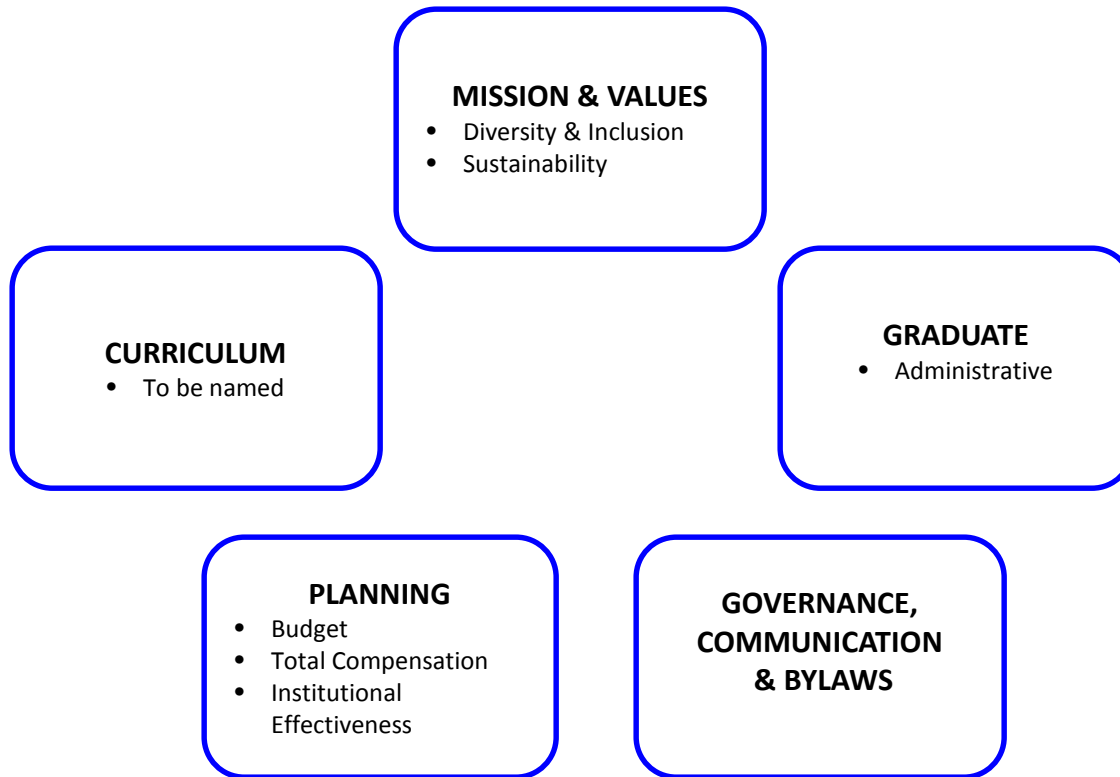 MISSION & VALUES
• Diversity & Inclusion
• Sustainability
CURRICULUM
• To be named
GRADUATE
• Administrative
PLANNING
• Budget
• Total Compensation
• Institutional
Effectiveness
GOVERNANCE,
COMMUNICATION
& BYLAWS